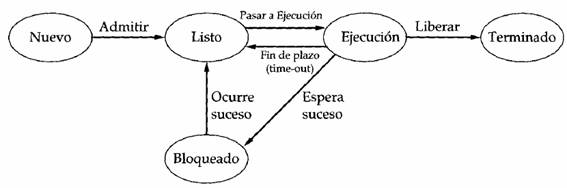 Nuevo
Admitir
Listo
Pasar a Ejecución
Fin de plazo
(time-out)
Ejecución
Liberar
Terminado
Ocurre
suceso
Espera
suceso
Bloqueado